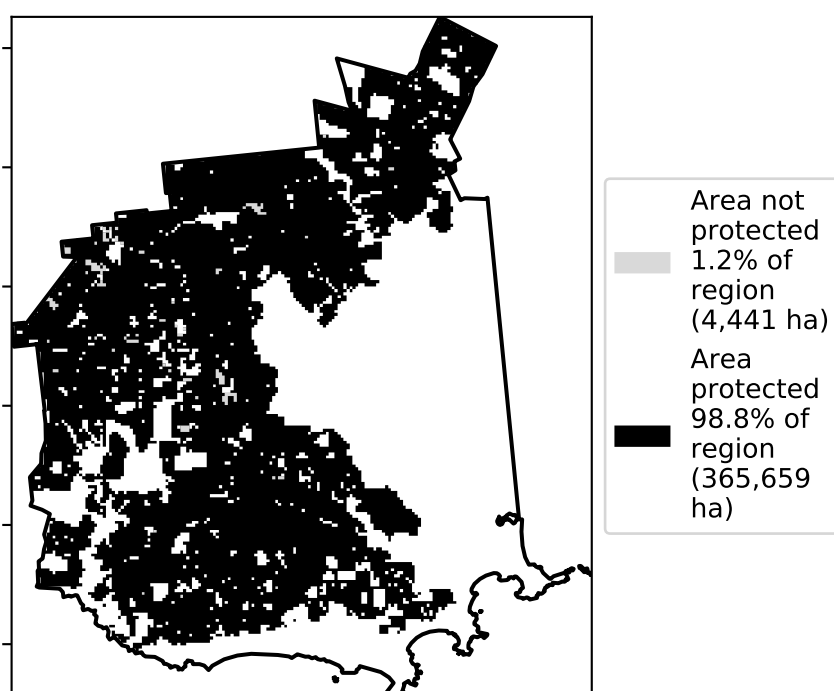 Area not
protected
1.2% of
region
(4,441 ha)
Area
protected
98.8% of
region
(365,659
ha)